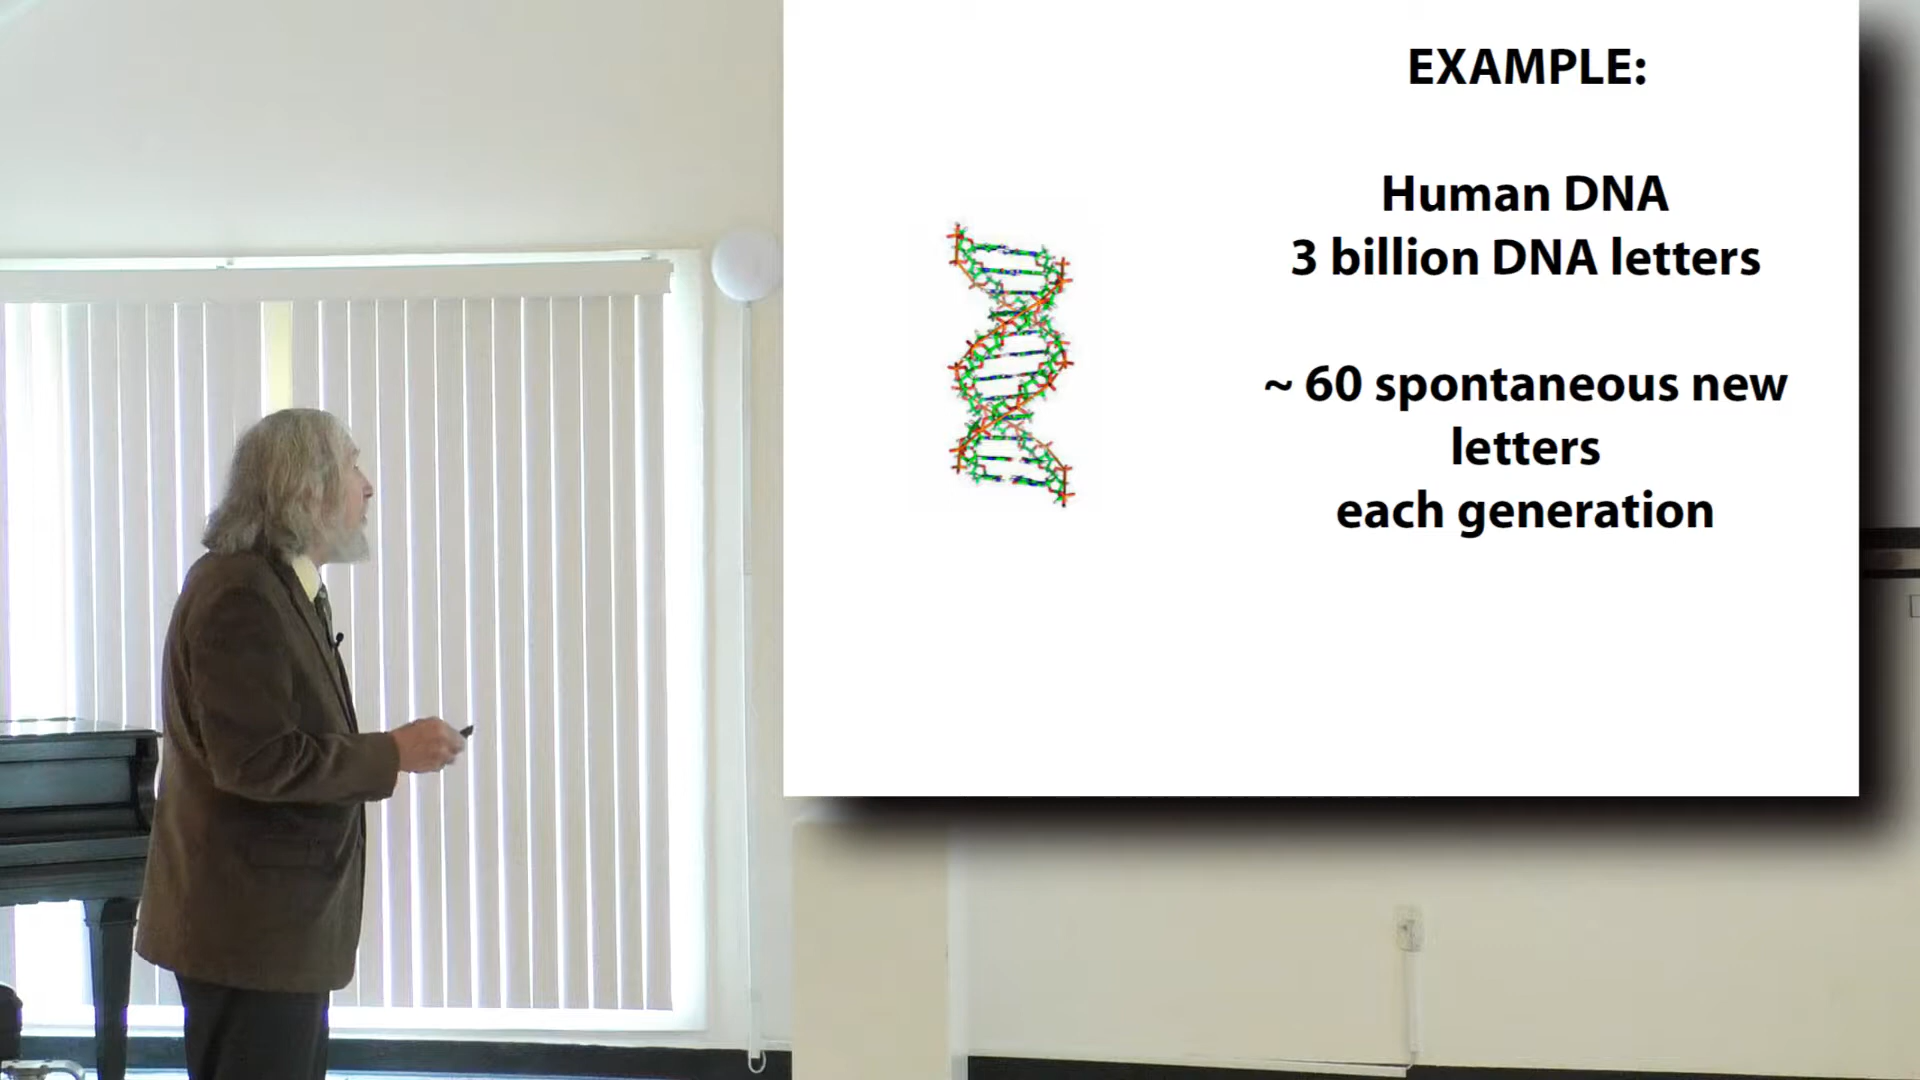 EXAMPLE:
Human DNA
3 billion DNA letters
~ 60 spontaneous new
letters
each generation